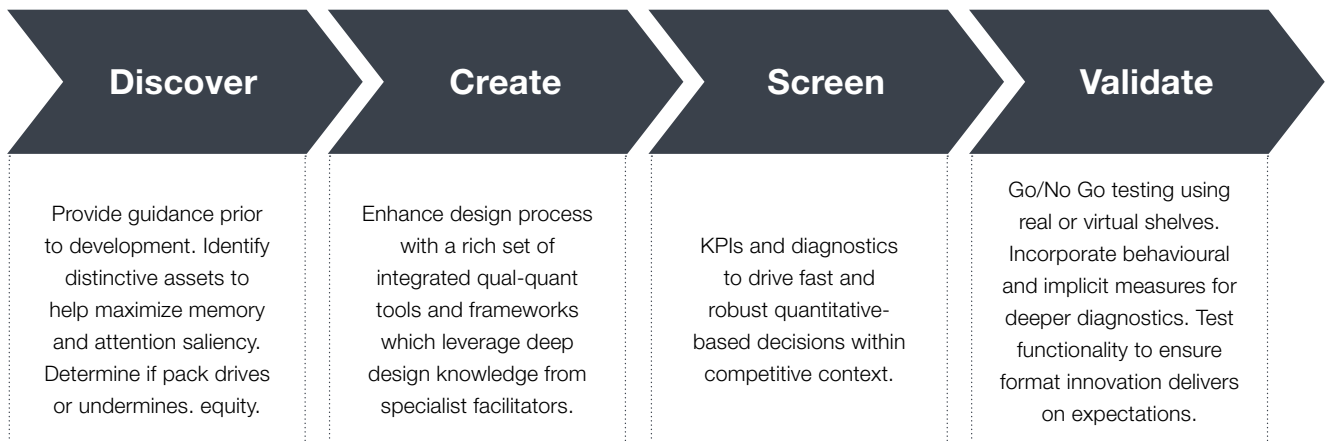 Discover
Provide guidance prior
to development. Identify
distinctive assets to
help maximize memory
and attention saliency.
Determine if pack drives
or undermines. equity.
Create
Enhance design process
with a rich set of
integrated qual-quant
tools and frameworks
which leverage deep
design knowledge from
specialist facilitators.
Screen
KPIs and diagnostics
to drive fast and
robust quantitative-
based decisions within
competitive context.
Validate
Go/No Go testing using
real or virtual shelves.
Incorporate behavioural
and implicit measures for
deeper diagnostics. Test
functionality to ensure
format innovation delivers
on expectations.